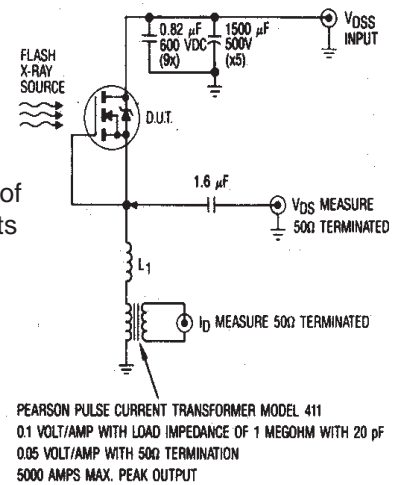 0.82 µF
600 VDC
(9x)
1500 µF
500V
(x5)
VDSS
INPUT
FLASH
X-RAY
SOURCE
D.U.T.
of
ts
1.6 µF
VDS MEASURE
50Ω TERMINATED
L1
ID MEASURE 50Ω TERMINATED
PEARSON PULSE CURRENT TRANSFORMER MODEL 411
0.1 VOLT/AMP WITH LOAD IMPEDANCE OF 1 MEGOHM WITH 20 pF
0.05 VOLT/AMP WITH 50Ω TERMINATION
5000 AMPS MAX. PEAK OUTPUT